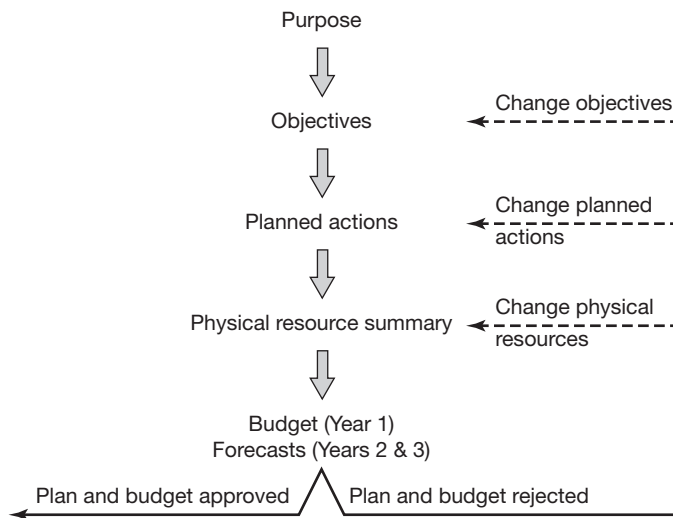 Purpose
Change objectives
Objectives
Change planned
Planned actions
actions
Change physical
Physical resource summary
resources
Budget (Year 1)
Forecasts (Years 2 & 3)
Plan and budget approved
Plan and budget rejected